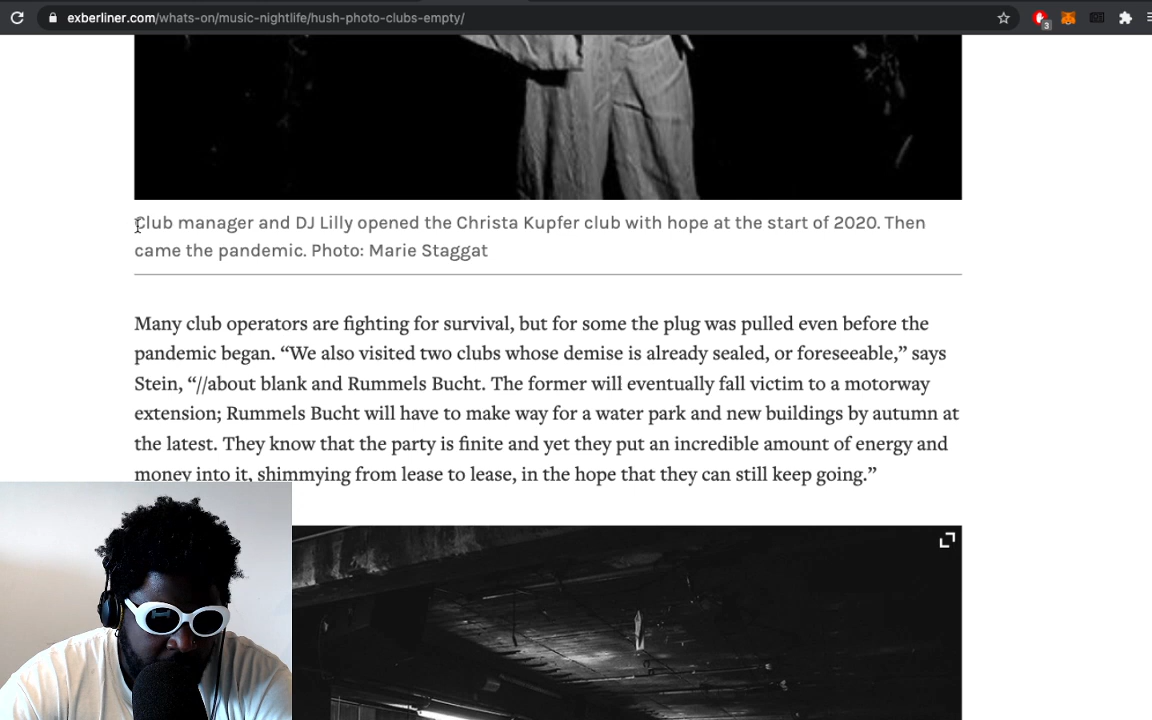 exberliner.com/whats-on/music-nightlife/hush-photo-clubs-empty/
3
Club manager and DJ Lilly opened the Christa Kupfer club with hope at the start of 2020. Then
came the pandemic. Photo: Marie Staggat
Many club operators are fighting for survival, but for some the plug was pulled even before the
pandemic began. “We also visited two clubs whose demise is already sealed, or foreseeable,” says
Stein, “//about blank and Rummels Bucht. The former will eventually fall victim to a motorway
extension; Rummels Bucht will have to make way for a water park and new buildings by autumn at
the latest. They know that the party is finite and yet they put an incredible amount of energy and
money into it, shimmying from lease to lease, in the hope that they can still keep going.”